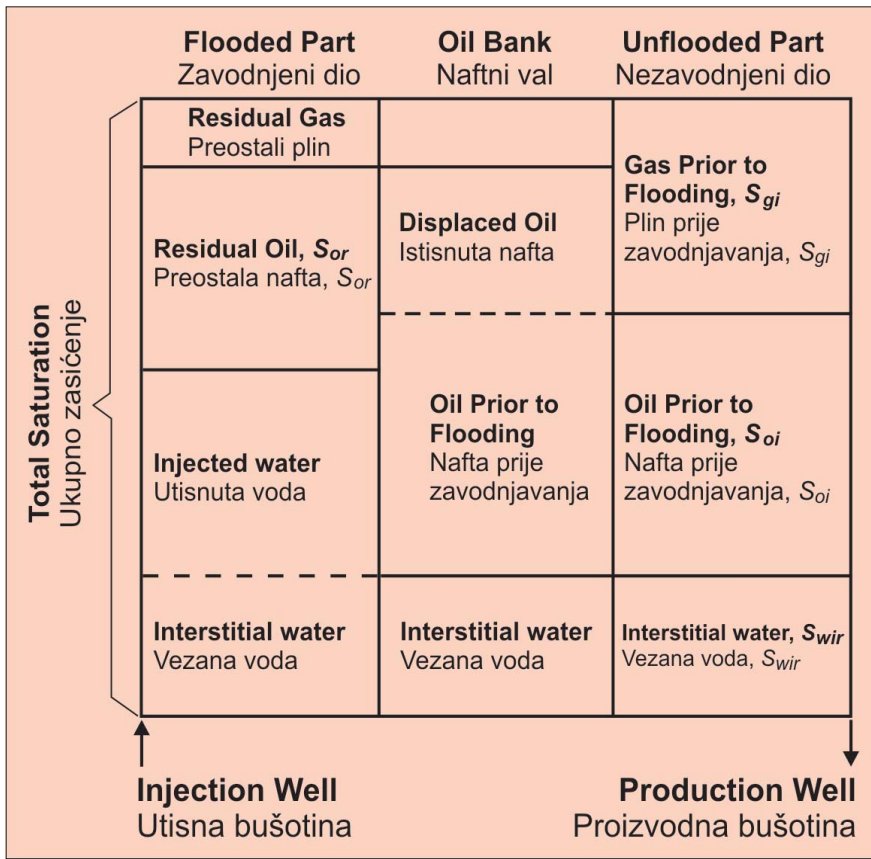 Flooded Part
Zavodnjeni dio
Oil Bank
Naftni val
Unflooded Part
Nezavodnjeni dio
Total Saturation
Ukupno zasićenje
Residual Gas
Preostali plin
Residual Oil, Sor
Preostala nafta, Sor
Injected water
Utisnuta voda
Interstitial water
Vezana voda
Displaced Oil
Istisnuta nafta
Oil Prior to
Flooding
Nafta prije
zavodnjavanja
Interstitial water
Vezana voda
Gas Prior to
Flooding, Sgi
Plin prije
zavodnjavanja, Sgi
Oil Prior to
Flooding, Soi
Nafta prije
zavodnjavanja, Soi
Interstitial water, Swir
Vezana voda, Swir
Injection Well
Utisna bušotina
Production Well
Proizvodna bušotina